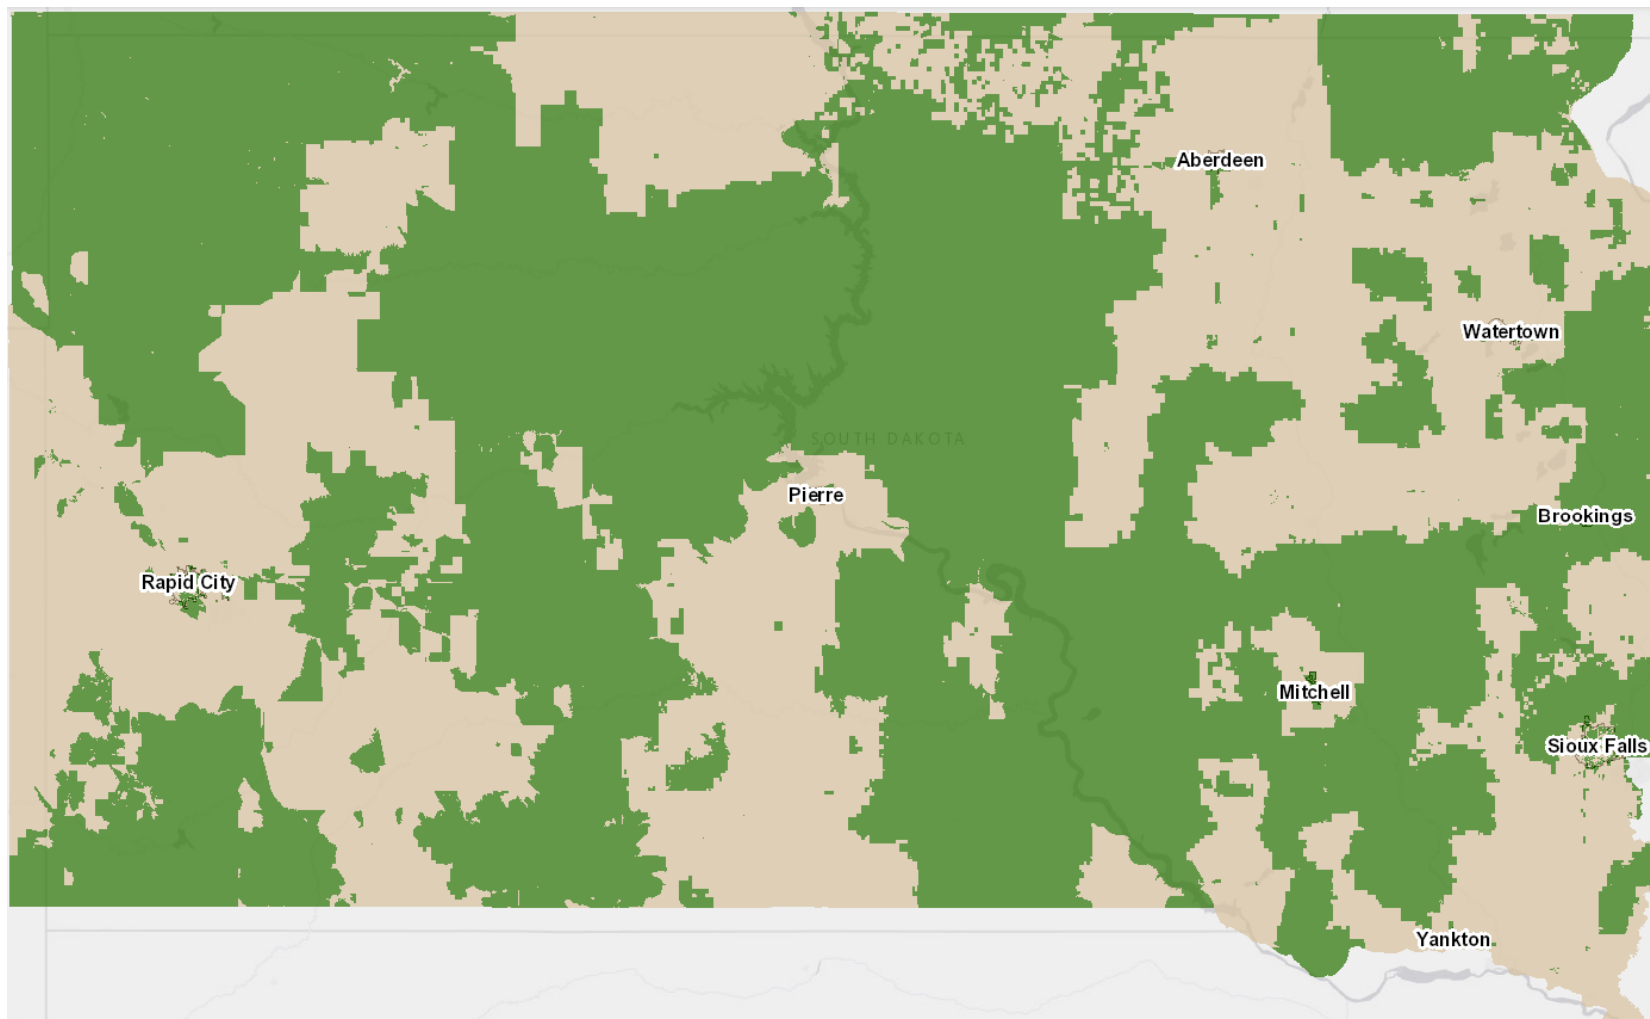 Aberdeen
Watertown
SOUTH DAKOTA
Pierre
Brookings
Rapid City
Mitchell
Sioux Falls
Yankton